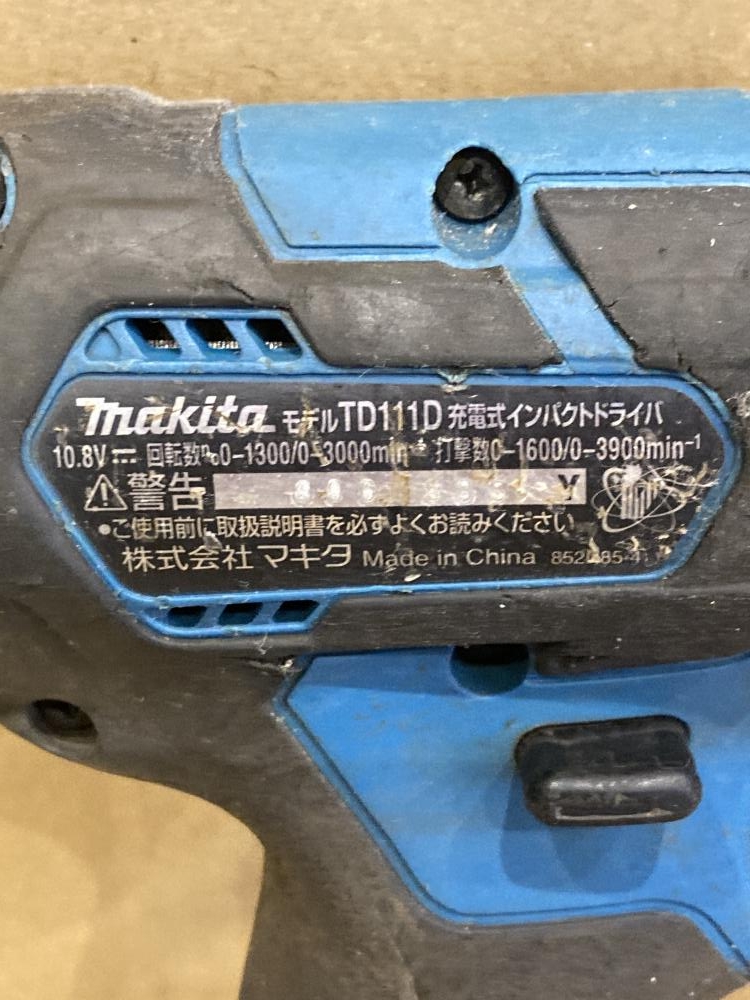 makita モデルTD111D 充電式インパクトドライバ
10.8V⎓ 回転数n₀0-1300/0-3000min⁻¹ 打撃数0-1600/0-3900min⁻¹
⚠警告 Y
•ご使用前に取扱説明書を必ずよくお読みください
株式会社マキタ Made in China